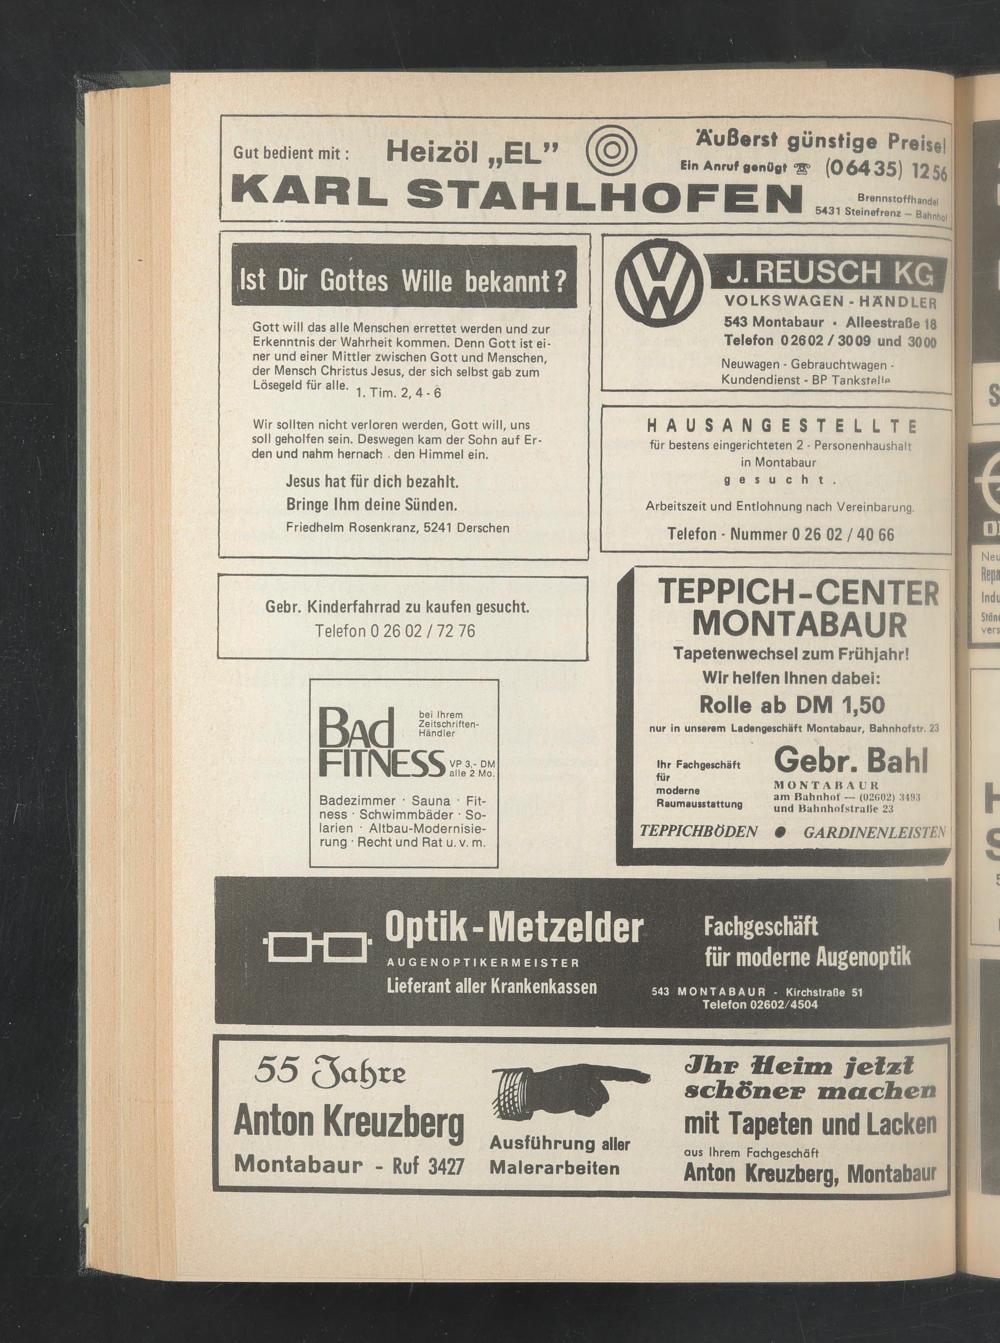 Gut bedient mit :
Heizöl „EL”
Äußerst günstige Preise!
Ein Anruf genügt ☎ (06435) 1256
KARL STAHLHOFEN
Brennstoffhandel
5431 Steinefrenz – Bahnhof
Ist Dir Gottes Wille bekannt?
Gott will das alle Menschen errettet werden und zur
Erkenntnis der Wahrheit kommen. Denn Gott ist ei-
ner und einer Mittler zwischen Gott und Menschen,
der Mensch Christus Jesus, der sich selbst gab zum
Lösegeld für alle.
1. Tim. 2, 4 - 6
Wir sollten nicht verloren werden, Gott will, uns
soll geholfen sein. Deswegen kam der Sohn auf Er-
den und nahm hernach . den Himmel ein.
Jesus hat für dich bezahlt.
Bringe Ihm deine Sünden.
Friedhelm Rosenkranz, 5241 Derschen
Gebr. Kinderfahrrad zu kaufen gesucht.
Telefon 0 26 02 / 72 76
BAd
FITNESS
bei Ihrem
Zeitschriften-
Händler
VP 3,- DM
alle 2 Mo.
Badezimmer · Sauna · Fit-
ness · Schwimmbäder · So-
larien · Altbau-Modernisie-
rung · Recht und Rat u. v. m.
VW
J. REUSCH KG
VOLKSWAGEN - HÄNDLER
543 Montabaur · Alleestraße 18
Telefon 02602 / 3009 und 3000
Neuwagen - Gebrauchtwagen -
Kundendienst - BP Tankstelle
HAUSANGESTELLTE
für bestens eingerichteten 2 - Personenhaushalt
in Montabaur
gesucht.
Arbeitszeit und Entlohnung nach Vereinbarung.
Telefon - Nummer 0 26 02 / 40 66
TEPPICH-CENTER
MONTABAUR
Tapetenwechsel zum Frühjahr!
Wir helfen Ihnen dabei:
Rolle ab DM 1,50
nur in unserem Ladengeschäft Montabaur, Bahnhofstr. 23
Ihr Fachgeschäft
für
moderne
Raumausstattung
Gebr. Bahl
MONTABAUR
am Bahnhof — (02602) 3493
und Bahnhofstraße 23
TEPPICHBÖDEN ● GARDINENLEISTEN
Optik-Metzelder
AUGENOPTIKERMEISTER
Lieferant aller Krankenkassen
Fachgeschäft
für moderne Augenoptik
543 MONTABAUR - Kirchstraße 51
Telefon 02602/4504
55 Jahre
Anton Kreuzberg
Montabaur - Ruf 3427
Ausführung aller
Malerarbeiten
Ihr Heim jetzt
schöner machen
mit Tapeten und Lacken
aus Ihrem Fachgeschäft
Anton Kreuzberg, Montabaur